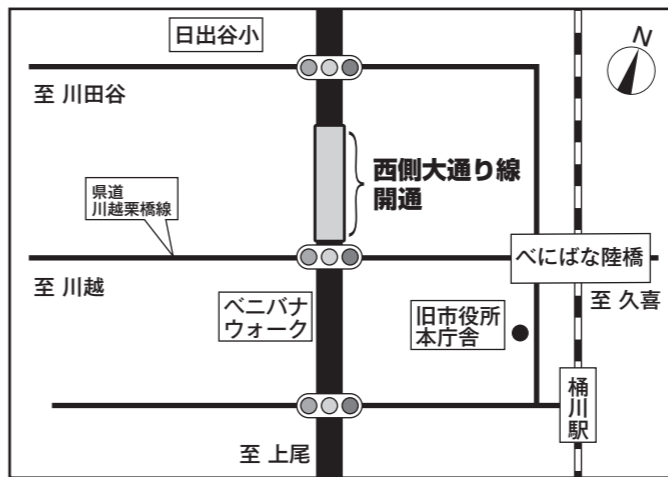 日出谷小
N
至 川田谷
西側大通り線
開通
県道
川越栗橋線
べにばな陸橋
至 川越
至 久喜
ベニバナ
ウォーク
旧市役所
本庁舎
桶川駅
至 上尾